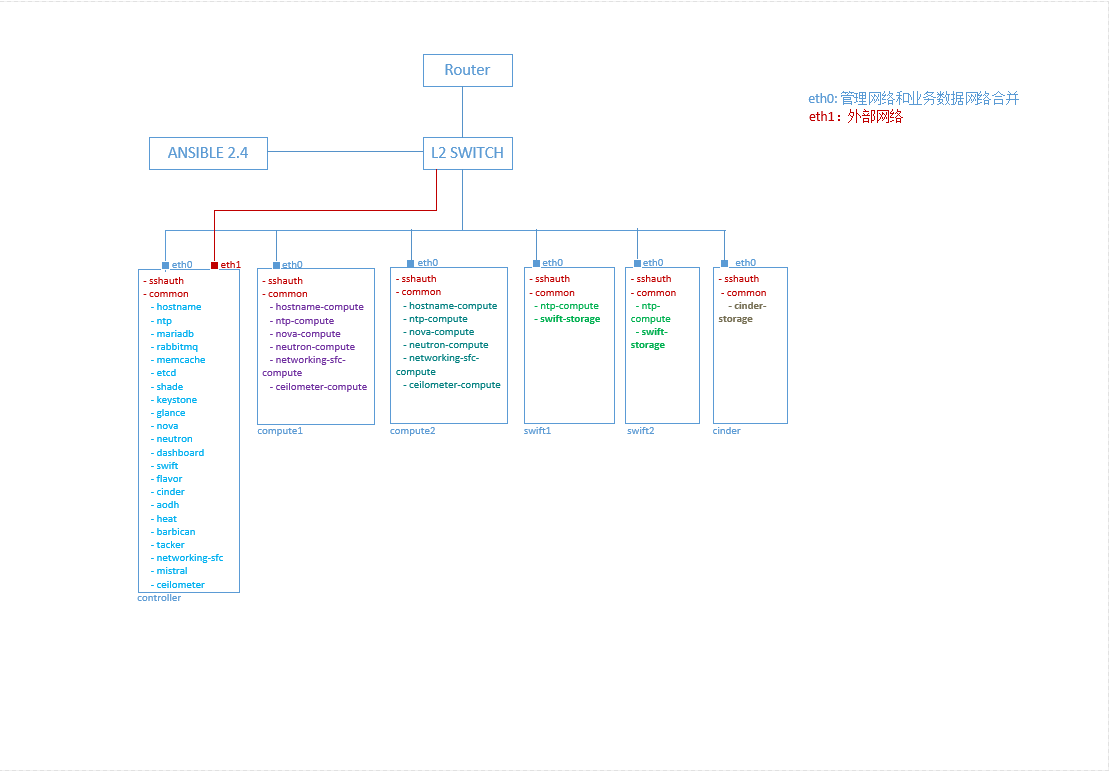 Router
eth0: 管理网络和业务数据网络合并
eth1：外部网络
ANSIBLE 2.4
L2 SWITCH
eth0
eth1
- sshauth
- common
- hostname
- ntp
- mariadb
- rabbitmq
- memcache
- etcd
- shade
- keystone
- glance
- nova
- neutron
- dashboard
- swift
- flavor
- cinder
- aodh
- heat
- barbican
- tacker
- networking-sfc
- mistral
- ceilometer
controller
eth0
- sshauth
- common
- hostname-compute
- ntp-compute
- nova-compute
- neutron-compute
- networking-sfc-
compute
- ceilometer-compute
compute1
eth0
- sshauth
- common
- hostname-compute
- ntp-compute
- nova-compute
- neutron-compute
- networking-sfc-
compute
- ceilometer-compute
compute2
eth0
- sshauth
- common
- ntp-compute
- swift-storage
swift1
eth0
- sshauth
- common
- ntp-
compute
- swift-
storage
swift2
eth0
- sshauth
- common
- cinder-
storage
cinder